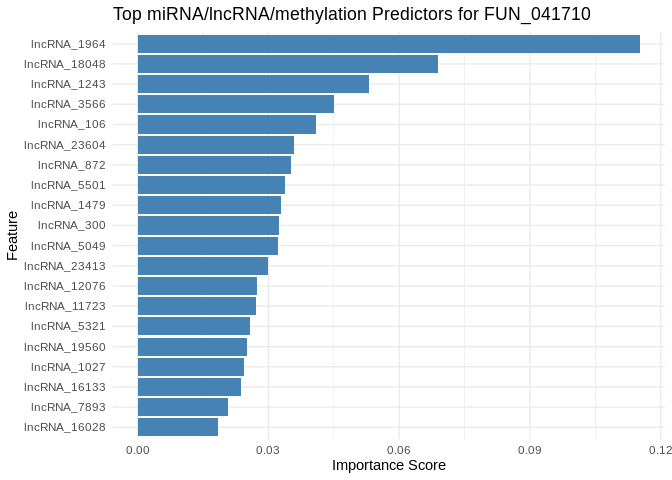 Top miRNA/lncRNA/methylation Predictors for FUN_041710
lncRNA_1964
lncRNA_18048
lncRNA_1243
lncRNA_3566
lncRNA_106
lncRNA_23604
lncRNA_872
lncRNA_5501
lncRNA_1479
lncRNA_300
lncRNA_5049
lncRNA_23413
lncRNA_12076
lncRNA_11723
lncRNA_5321
lncRNA_19560
lncRNA_1027
lncRNA_16133
lncRNA_7893
lncRNA_16028
Feature
0.00 0.03 0.06 0.09 0.12
Importance Score